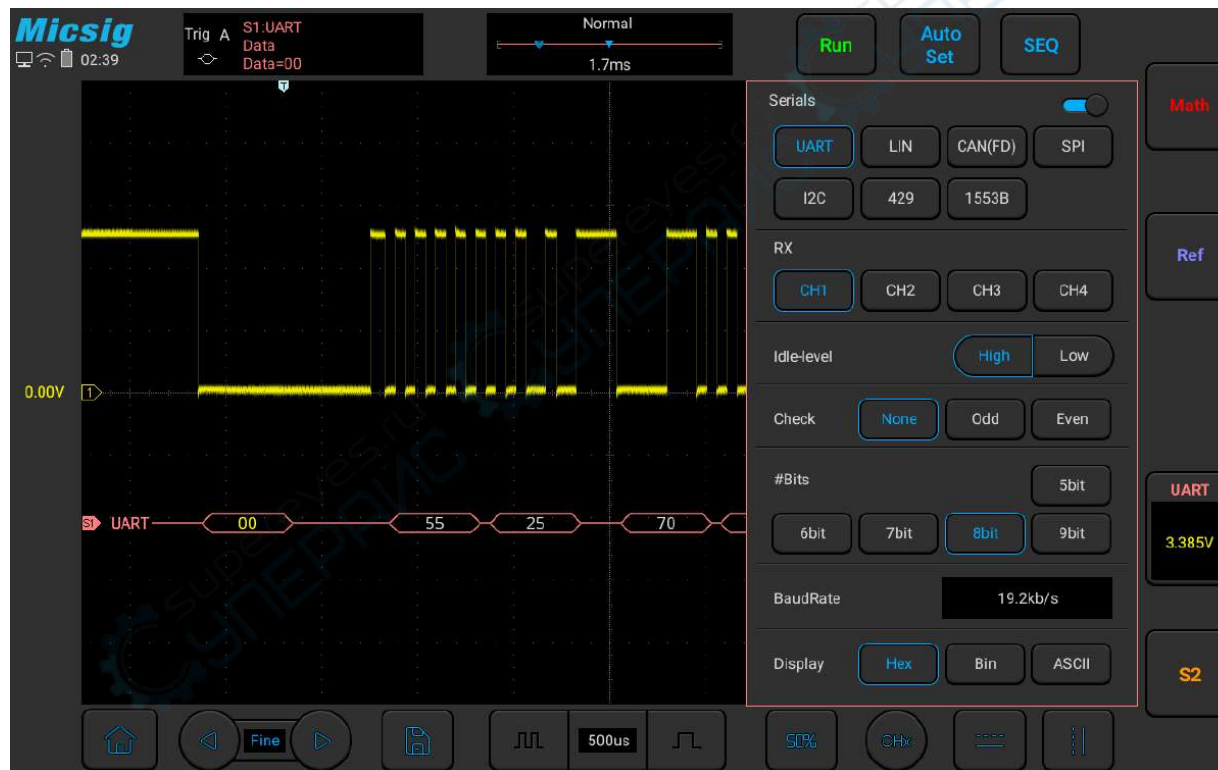 Micsig
02:39
Trig A
S1:UART
Data
Data=00
Normal
1.7ms
Run
Auto
Set
SEQ
T
Serials
UART
LIN
CAN(FD)
SPI
I2C
429
1553B
RX
CH1
CH2
CH3
CH4
Idle-level
High
Low
Check
None
Odd
Even
#Bits
5bit
6bit
7bit
8bit
9bit
BaudRate
19.2kb/s
Display
Hex
Bin
ASCII
Math
Ref
UART
3.385V
S2
0.00V
1
S1 UART
00
55
25
70
Fine
500us
50%
CHx
supereyes.ru
СУПЕРАЙС